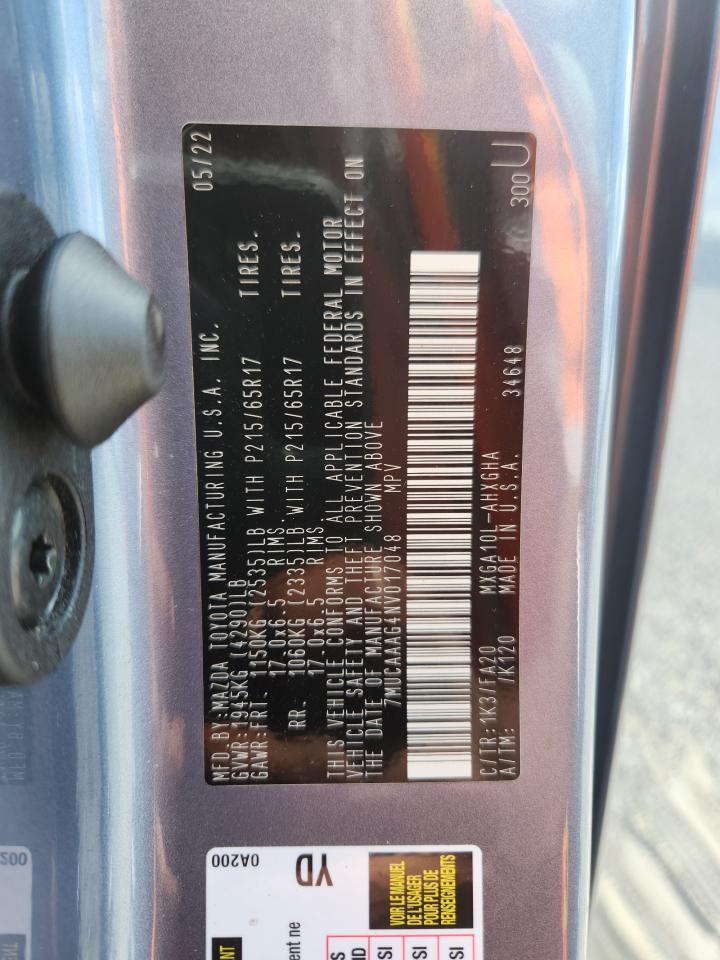 MFD.BY:MAZDA TOYOTA MANUFACTURING U.S.A. INC. 05/22
GVWR:1945KG (4290)LB
GAWR:FRT. 1150KG (2535)LB WITH P215/65R17 TIRES.
17.0x6.5 RIMS.
RR. 1060KG (2335)LB WITH P215/65R17 TIRES.
17.0x6.5 RIMS.
THIS VEHICLE CONFORMS TO ALL APPLICABLE FEDERAL MOTOR
VEHICLE SAFETY AND THEFT PREVENTION STANDARDS IN EFFECT ON
THE DATE OF MANUFACTURE SHOWN ABOVE
7MUCAAAG4NV017048 MPV
C/TR:1K3/FA20 MXGA10L-AHXGHA
A/TM: /K120 MADE IN U.S.A. 34648 300 U
0A200
YD
VOIR LE MANUEL
DE L'USAGER
POUR PLUS DE
RENSEIGNEMENTS
ent ne
SI
SI
SI